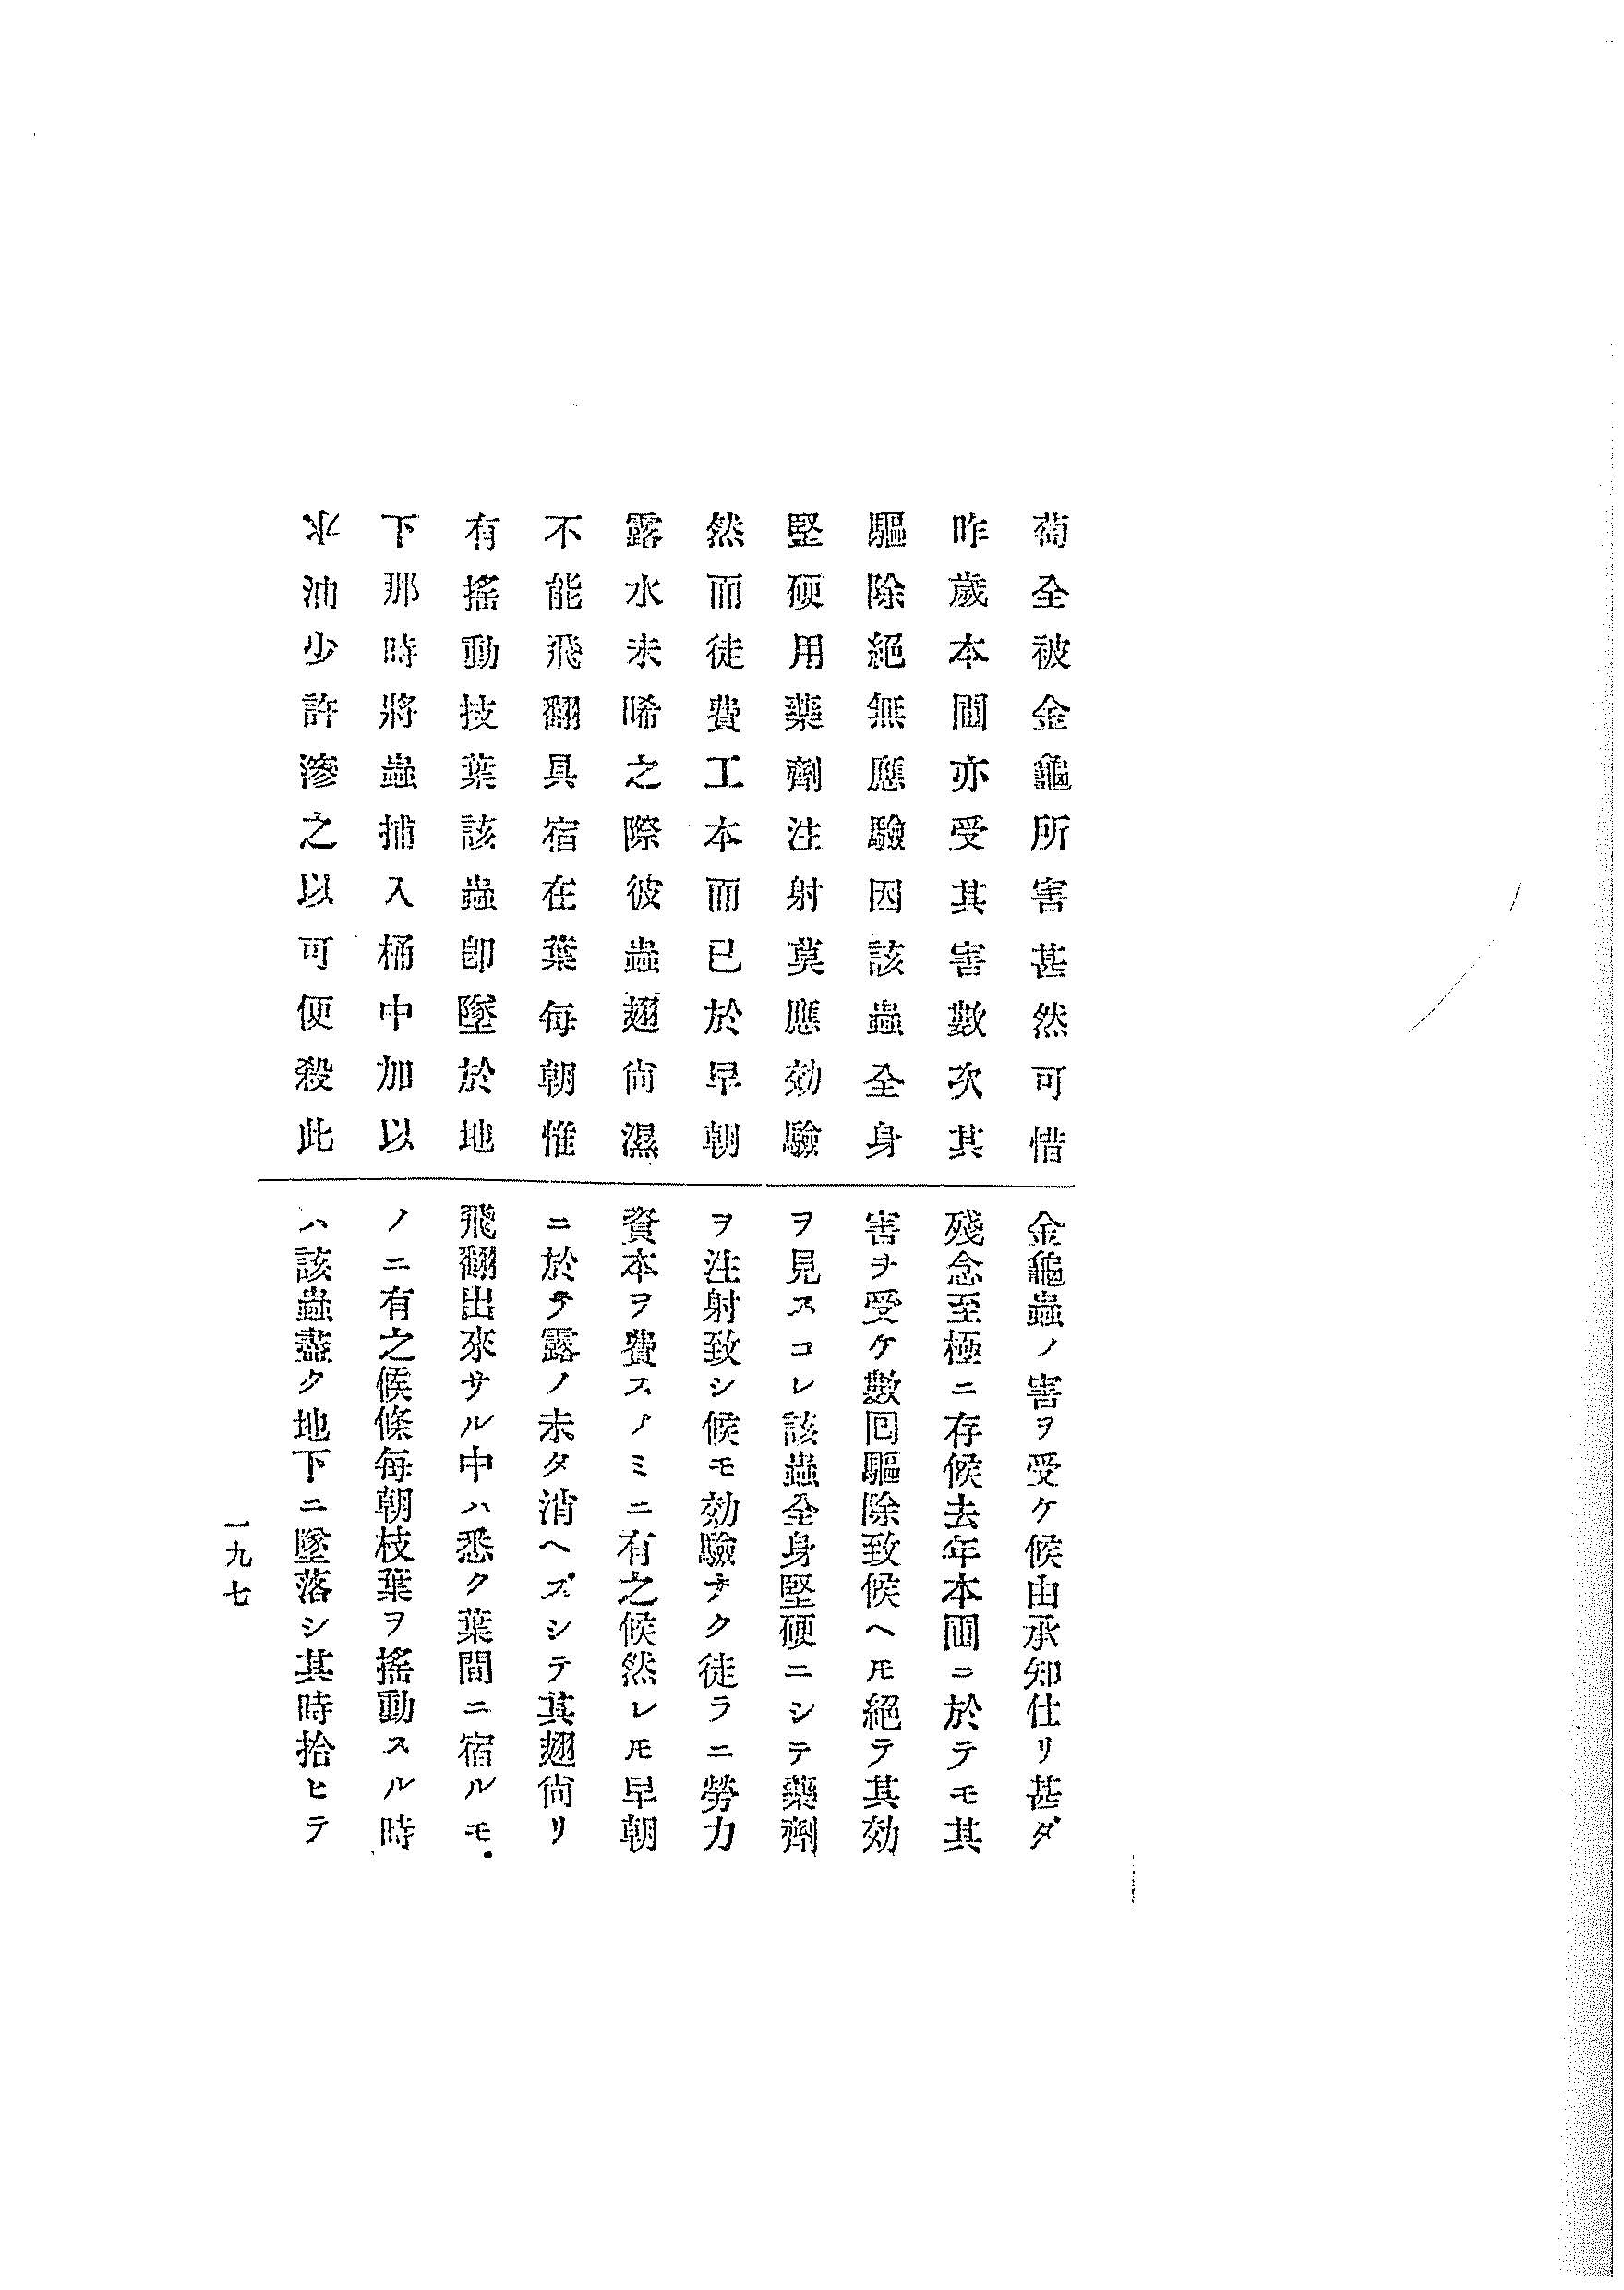 萄全被金龜所害甚然可惜
昨歲本園亦受其害數次其
驅除絕無應驗因該蟲全身
堅硬用藥劑注射莫應効驗
然而徒費工本而已於早朝
露水未晞之際彼蟲翅尙濕
不能飛翻具宿在葉每朝惟
有搖動技葉該蟲卽墜於地
下那時將蟲捕入桶中加以
水油少許滲之以可便殺此
金龜蟲ノ害ヲ受ケ候由承知仕リ甚ダ
殘念至極ニ存候去年本園ニ於テモ其
害ヲ受ケ數回驅除致候ヘ𪜈絕テ其効
ヲ見スコレ該蟲全身堅硬ニシテ藥劑
ヲ注射致シ候モ効驗ナク徒ラニ勞力
資本ヲ費スノミニ有之候然レ𪜈早朝
ニ於テ露ノ未タ消ヘズシテ其翅尙リ
飛翻出來サル中ハ悉ク葉間ニ宿ルモ
ノニ有之候條每朝枝葉ヲ搖動スル時
ハ該蟲盡ク地下ニ墜落シ其時拾ヒテ
一九七